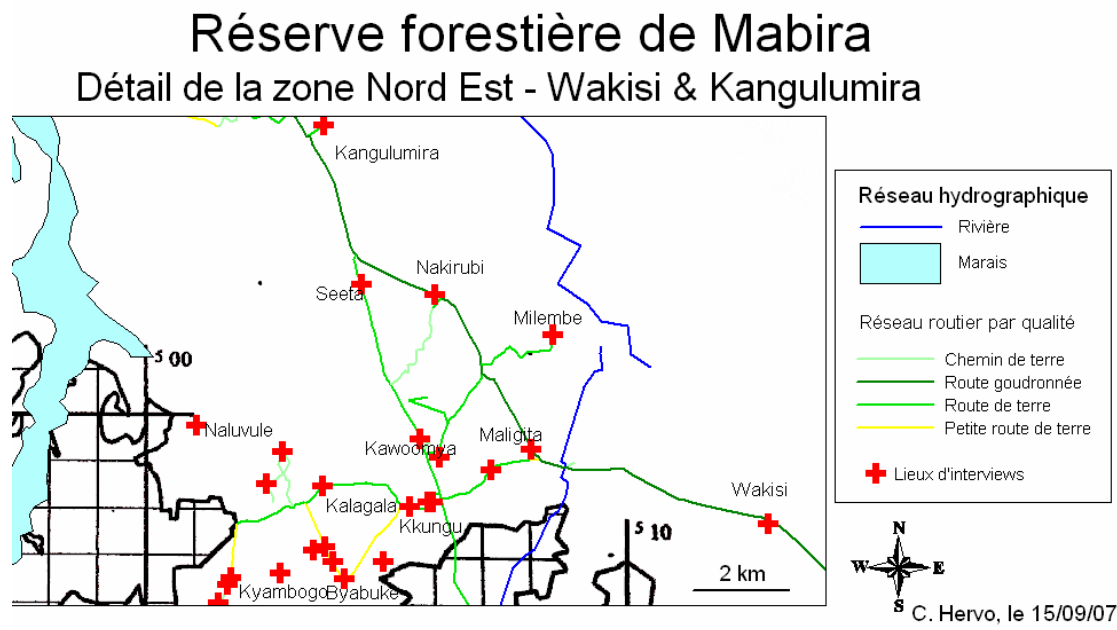 Réserve forestière de Mabira
Détail de la zone Nord Est - Wakisi & Kangulumira
Kangulumira
Nakirubi
Seeta
Milembe
5 00
Naluvule
Kawoomya
Maligita
Kalagala
Kkungu
Wakisi
5 10
Kyambogo
Byabuke
2 km
Réseau hydrographique
Rivière
Marais
Réseau routier par qualité
Chemin de terre
Route goudronnée
Route de terre
Petite route de terre
Lieux d'interviews
N
W
E
S
C. Hervo, le 15/09/07